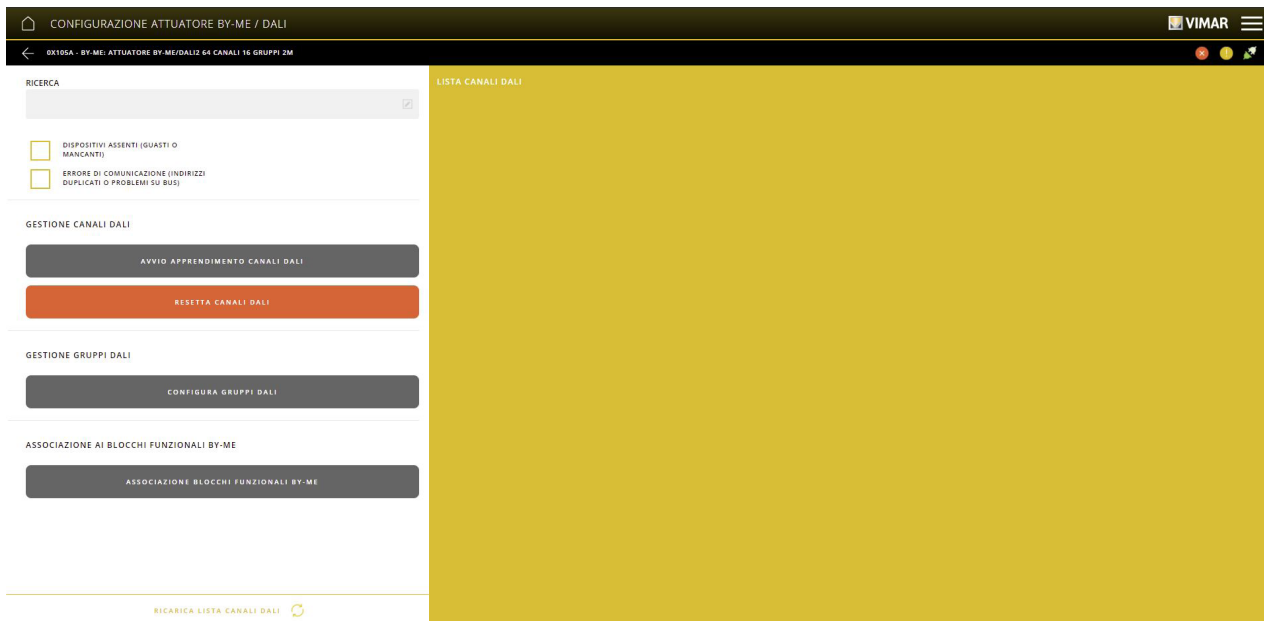 CONFIGURAZIONE ATTUATORE BY-ME / DALI
VIMAR
0X105A - BY-ME: ATTUATORE BY-ME/DALI2 64 CANALI 16 GRUPPI 2M
RICERCA
LISTA CANALI DALI
DISPOSITIVI ASSENTI (GUASTI O
MANCANTI)
ERRORE DI COMUNICAZIONE (INDIRIZZI
DUPLICATI O PROBLEMI SU BUS)
GESTIONE CANALI DALI
AVVIO APPRENDIMENTO CANALI DALI
RESETTA CANALI DALI
GESTIONE GRUPPI DALI
CONFIGURA GRUPPI DALI
ASSOCIAZIONE AI BLOCCHI FUNZIONALI BY-ME
ASSOCIAZIONE BLOCCHI FUNZIONALI BY-ME
RICARICA LISTA CANALI DALI